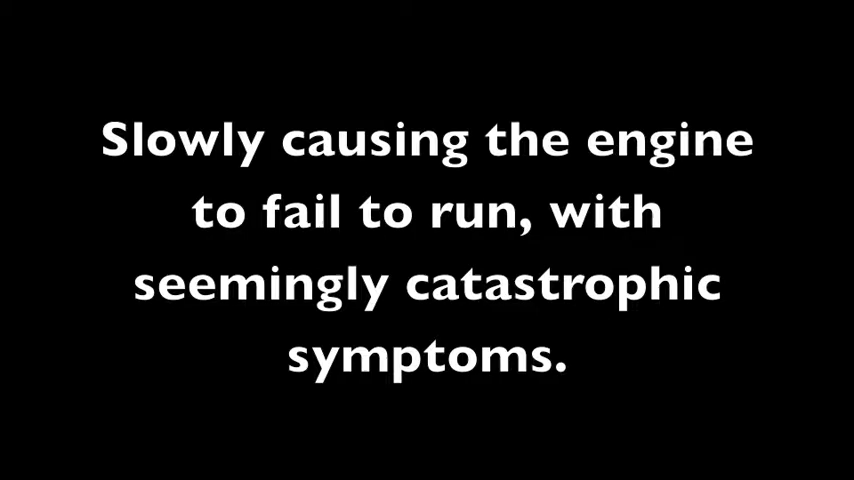 Slowly causing the engine
to fail to run, with
seemingly catastrophic
symptoms.